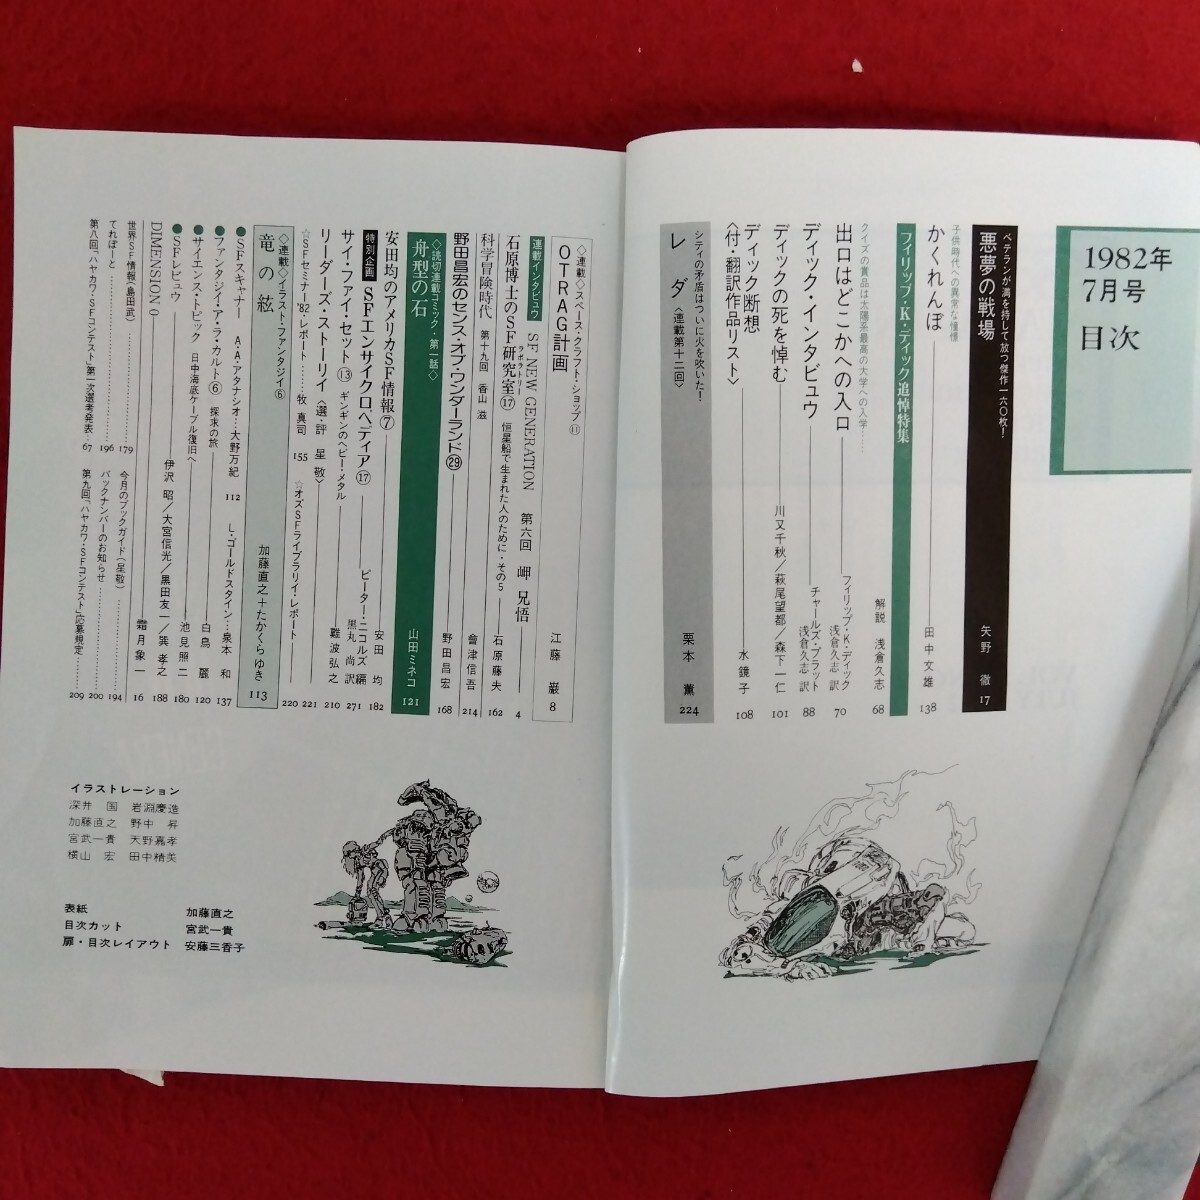 1982年
7月号
目次
ベテランが満を持して放つ傑作一六〇枚!
悪夢の戦場
矢野 徹 17
子供時代への異常な憧憬
かくれんぼ
田中文雄 138
フィリップ・K・ディック追悼特集
解説 浅倉久志 68
クイズの賞品は太陽系最高の大学への入学……
出口はどこかへの入口
フィリップ・K・ディック
浅倉久志 訳 70
ディック・インタビュウ
チャールズ・プラット
浅倉久志 訳 88
ディックの死を悼む
川又千秋/萩尾望都/森下一仁 101
ディック断想
〈付・翻訳作品リスト〉
水鏡子 108
シティの矛盾はついに火を吹いた!
レダ〈連載第十二回〉
栗本 薫 224
◇連載◇スペース・クラフト・ショップ⑪
OTRAG計画
江藤 巌 8
連載インタビュウ
SF NEW GENERATION 第六回 岬 兄悟 4
石原博士のSF研究室⑰ 恒星船で生まれた人のために・その5 石原藤夫 162
ラボラトリー
科学冒険時代 第十九回 香山 滋 會津信吾 214
野田昌宏のセンス・オブ・ワンダーランド㉙ 野田昌宏 168
◇読切連載コミック・第一話◇
舟型の石
山田ミネコ 121
安田均のアメリカSF情報⑦ 安田 均 182
特別企画 SFエンサイクロペディア⑰ ピーター・ニコルズ 編
黒丸 尚 訳 271
サイ・ファイ・セット⑬ ギンギンのヘビー・メタル 難波弘之 210
リーダーズ・ストーリイ〈選・評 星 敬〉 221
☆SFセミナー'82・レポート……牧 真司 155
☆オズSFライブラリイ・レポート 220
◇連載◇イラスト・ファンタジイ⑥
竜の絃
加藤直之+たからくらゆき 113
●SFスキャナー A・A・アタナシオ…大野万紀 112
L・ゴールドスタイン…泉本 和 137
●ファンタジイ・ア・ラ・カルト⑥ 探求の旅 白鳥 麗 120
●サイエンス・トピック 日中海底ケーブル復旧へ 池見照二 180
●SFレビュウ 伊沢 昭/大宮信光/黒田友一/巽 孝之 188
DIMENSION 0 霜月象一 16
世界SF情報(島田武) 179
今月のブックガイド(星敬) 194
てれぽーと 196
バックナンバーのお知らせ 200
第八回「ハヤカワ・SFコンテスト」第一次選考発表… 67
第九回「ハヤカワ・SFコンテスト」応募規定 209
イラストレーション
深井 国 岩淵慶造
加藤直之 野中 昇
宮武一貴 天野嘉孝
横山 宏 田中精美
表紙 加藤直之
目次カット 宮武一貴
扉・目次レイアウト 安藤三香子